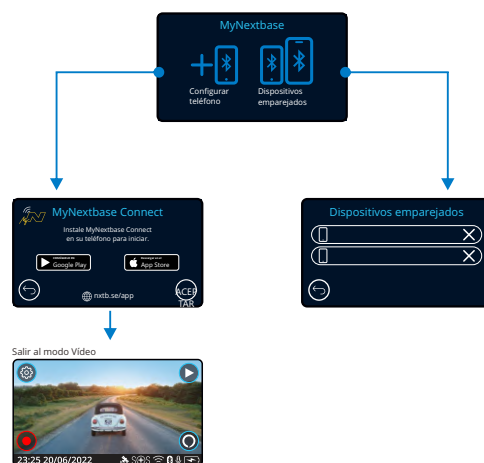 MyNextbase
Configurar
teléfono
Dispositivos
emparejados
MyNextbase Connect
Instale MyNextbase Connect
en su teléfono para iniciar.
Google Play
App Store
nxtb.se/app
ACEP
TAR
Dispositivos emparejados
Salir al modo Vídeo
23:25 20/06/2022
SOS